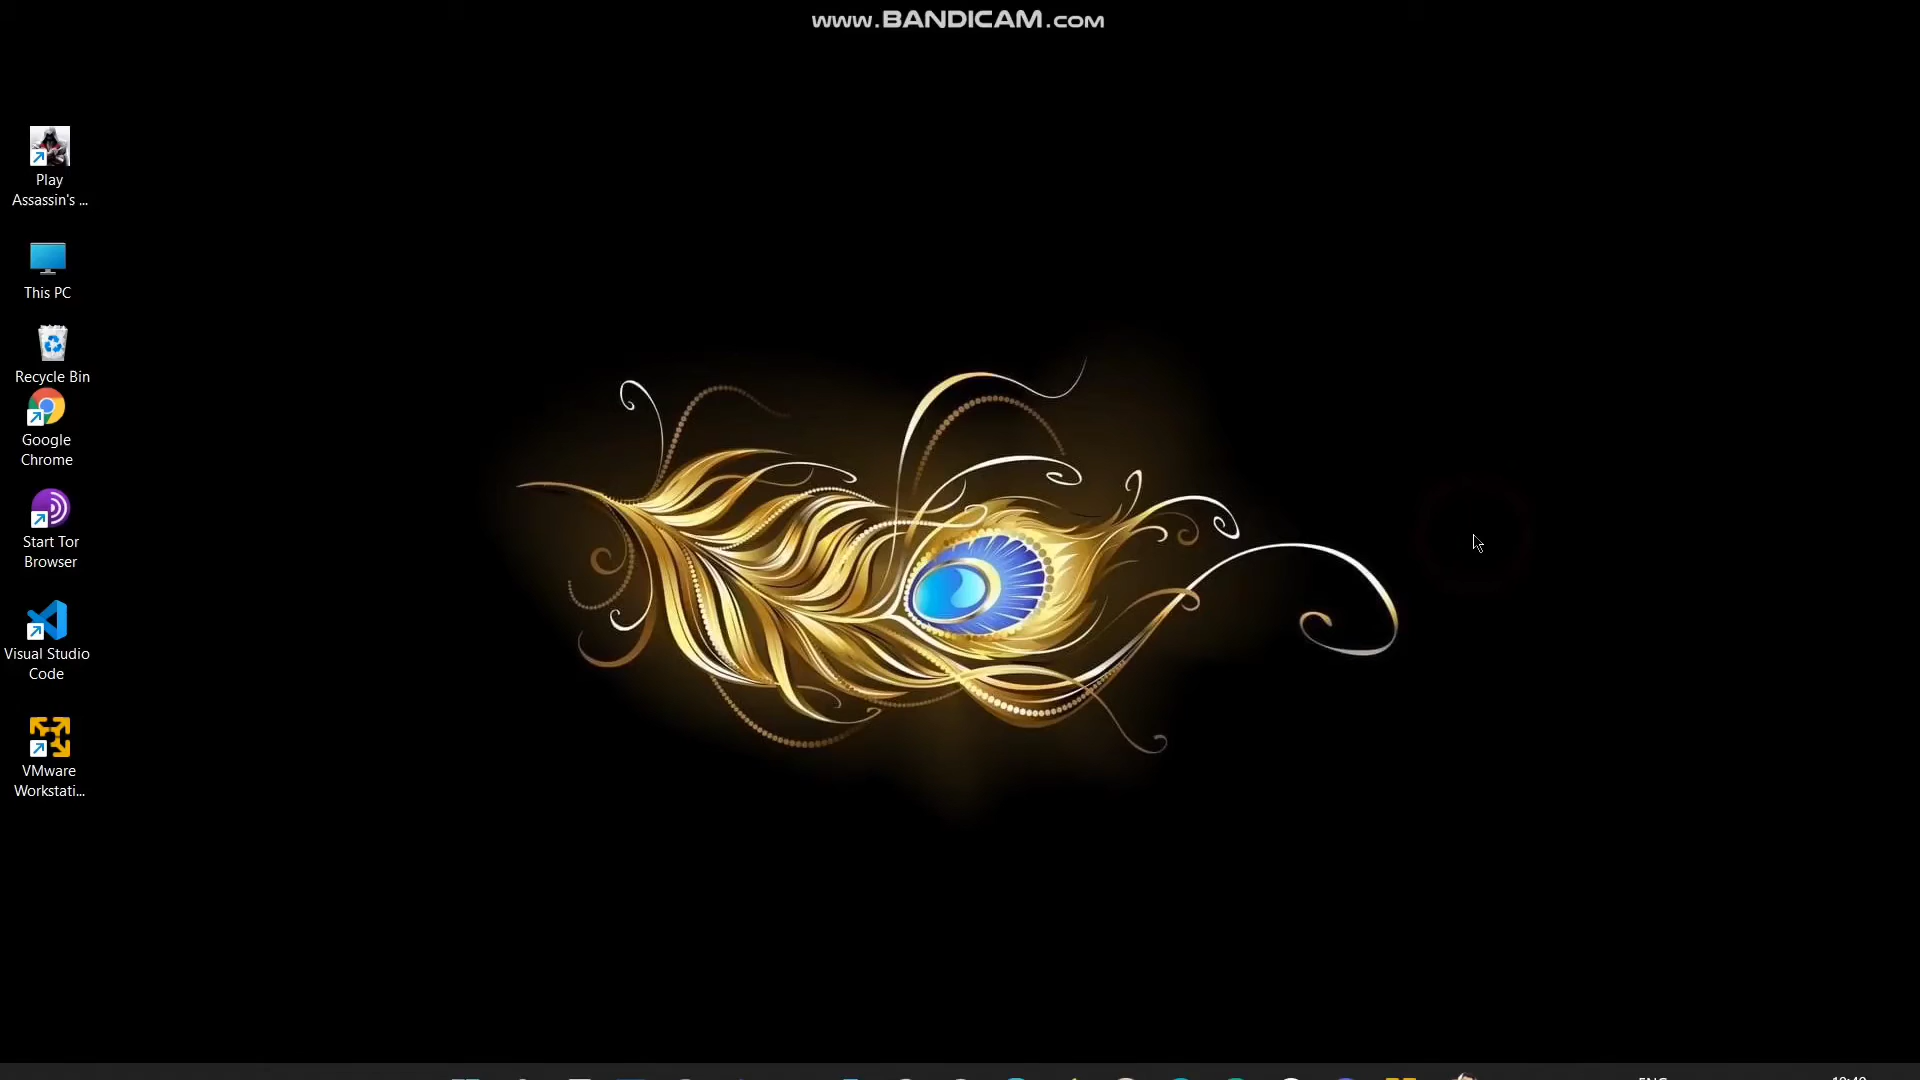 www.BANDICAM.com
Play
Assassin's ...
This PC
Recycle Bin
Google
Chrome
Start Tor
Browser
Visual Studio
Code
VMware
Workstati...